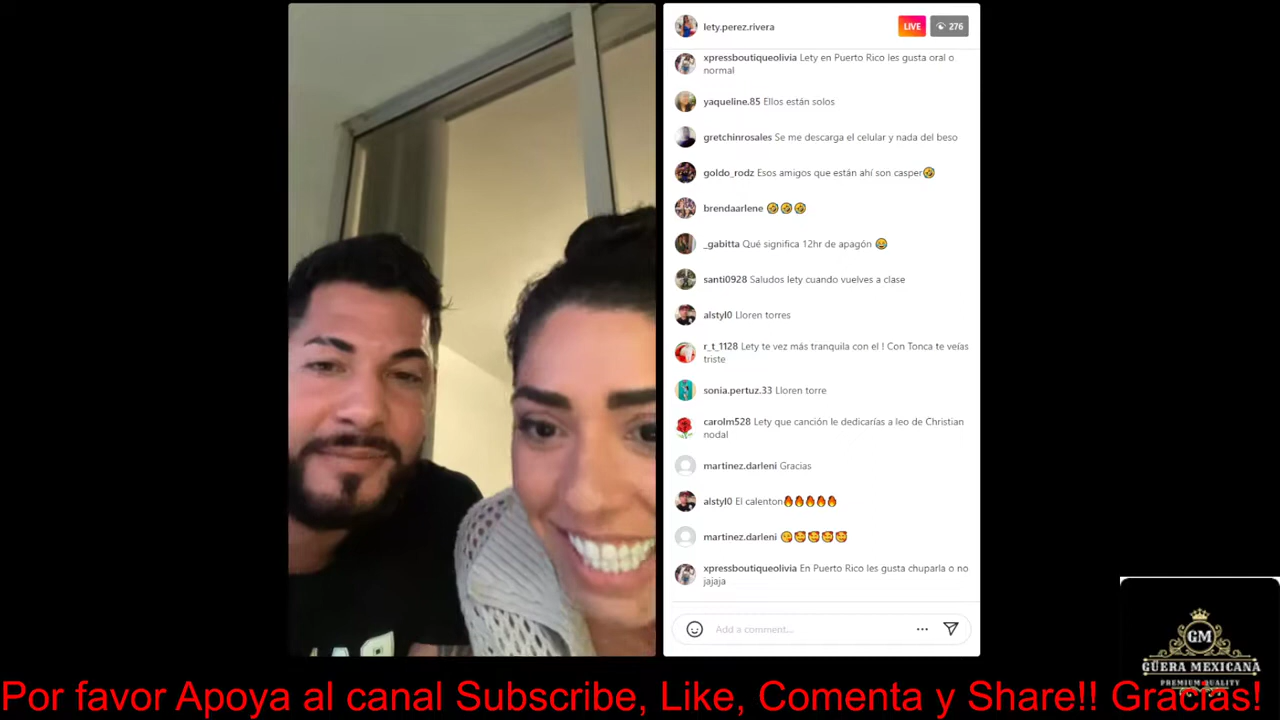 lety.perez.rivera
LIVE
276
xpressboutiqueolivia Lety en Puerto Rico les gusta oral o
normal
yaqueline.85 Ellos están solos
gretchinrosales Se me descarga el celular y nada del beso
goldo_rodz Esos amigos que están ahí son casper🤣
brendaarlene 🤣🤣🤣
_gabitta Qué significa 12hr de apagón 😂
santi0928 Saludos lety cuando vuelves a clase
alstyl0 Lloren torres
r_t_1128 Lety te vez más tranquila con el ! Con Tonca te veías
triste
sonia.pertuz.33 Lloren torre
carolm528 Lety que canción le dedicarías a leo de Christian
nodal
martinez.darleni Gracias
alstyl0 El calenton🔥🔥🔥🔥🔥
martinez.darleni 😘🥰🥰🥰🥰
xpressboutiqueolivia En Puerto Rico les gusta chuparla o no
jajaja
Add a comment...
GM
GÜERA MEXICANA
PREMIUM QUALITY
Por favor Apoya al canal Subscribe, Like, Comenta y Share!! Gracias!